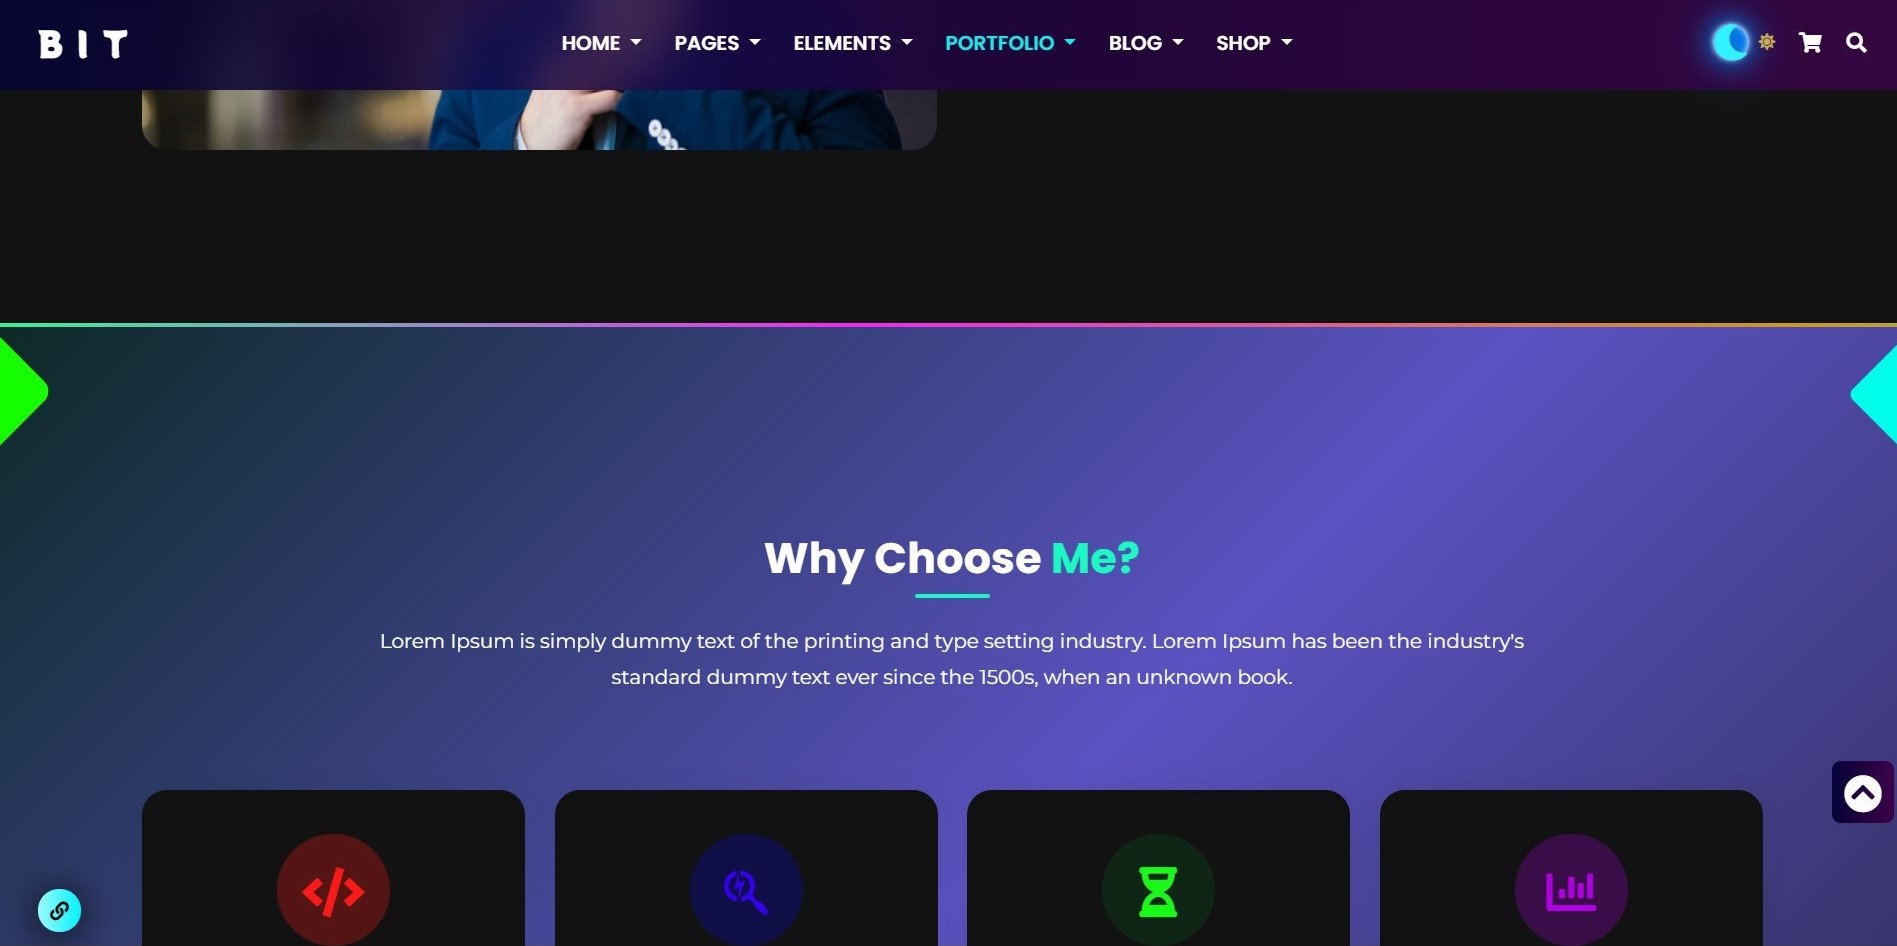 BIT
HOME PAGES ELEMENTS PORTFOLIO BLOG SHOP
Why Choose Me?
Lorem Ipsum is simply dummy text of the printing and type setting industry. Lorem Ipsum has been the industry's
standard dummy text ever since the 1500s, when an unknown book.